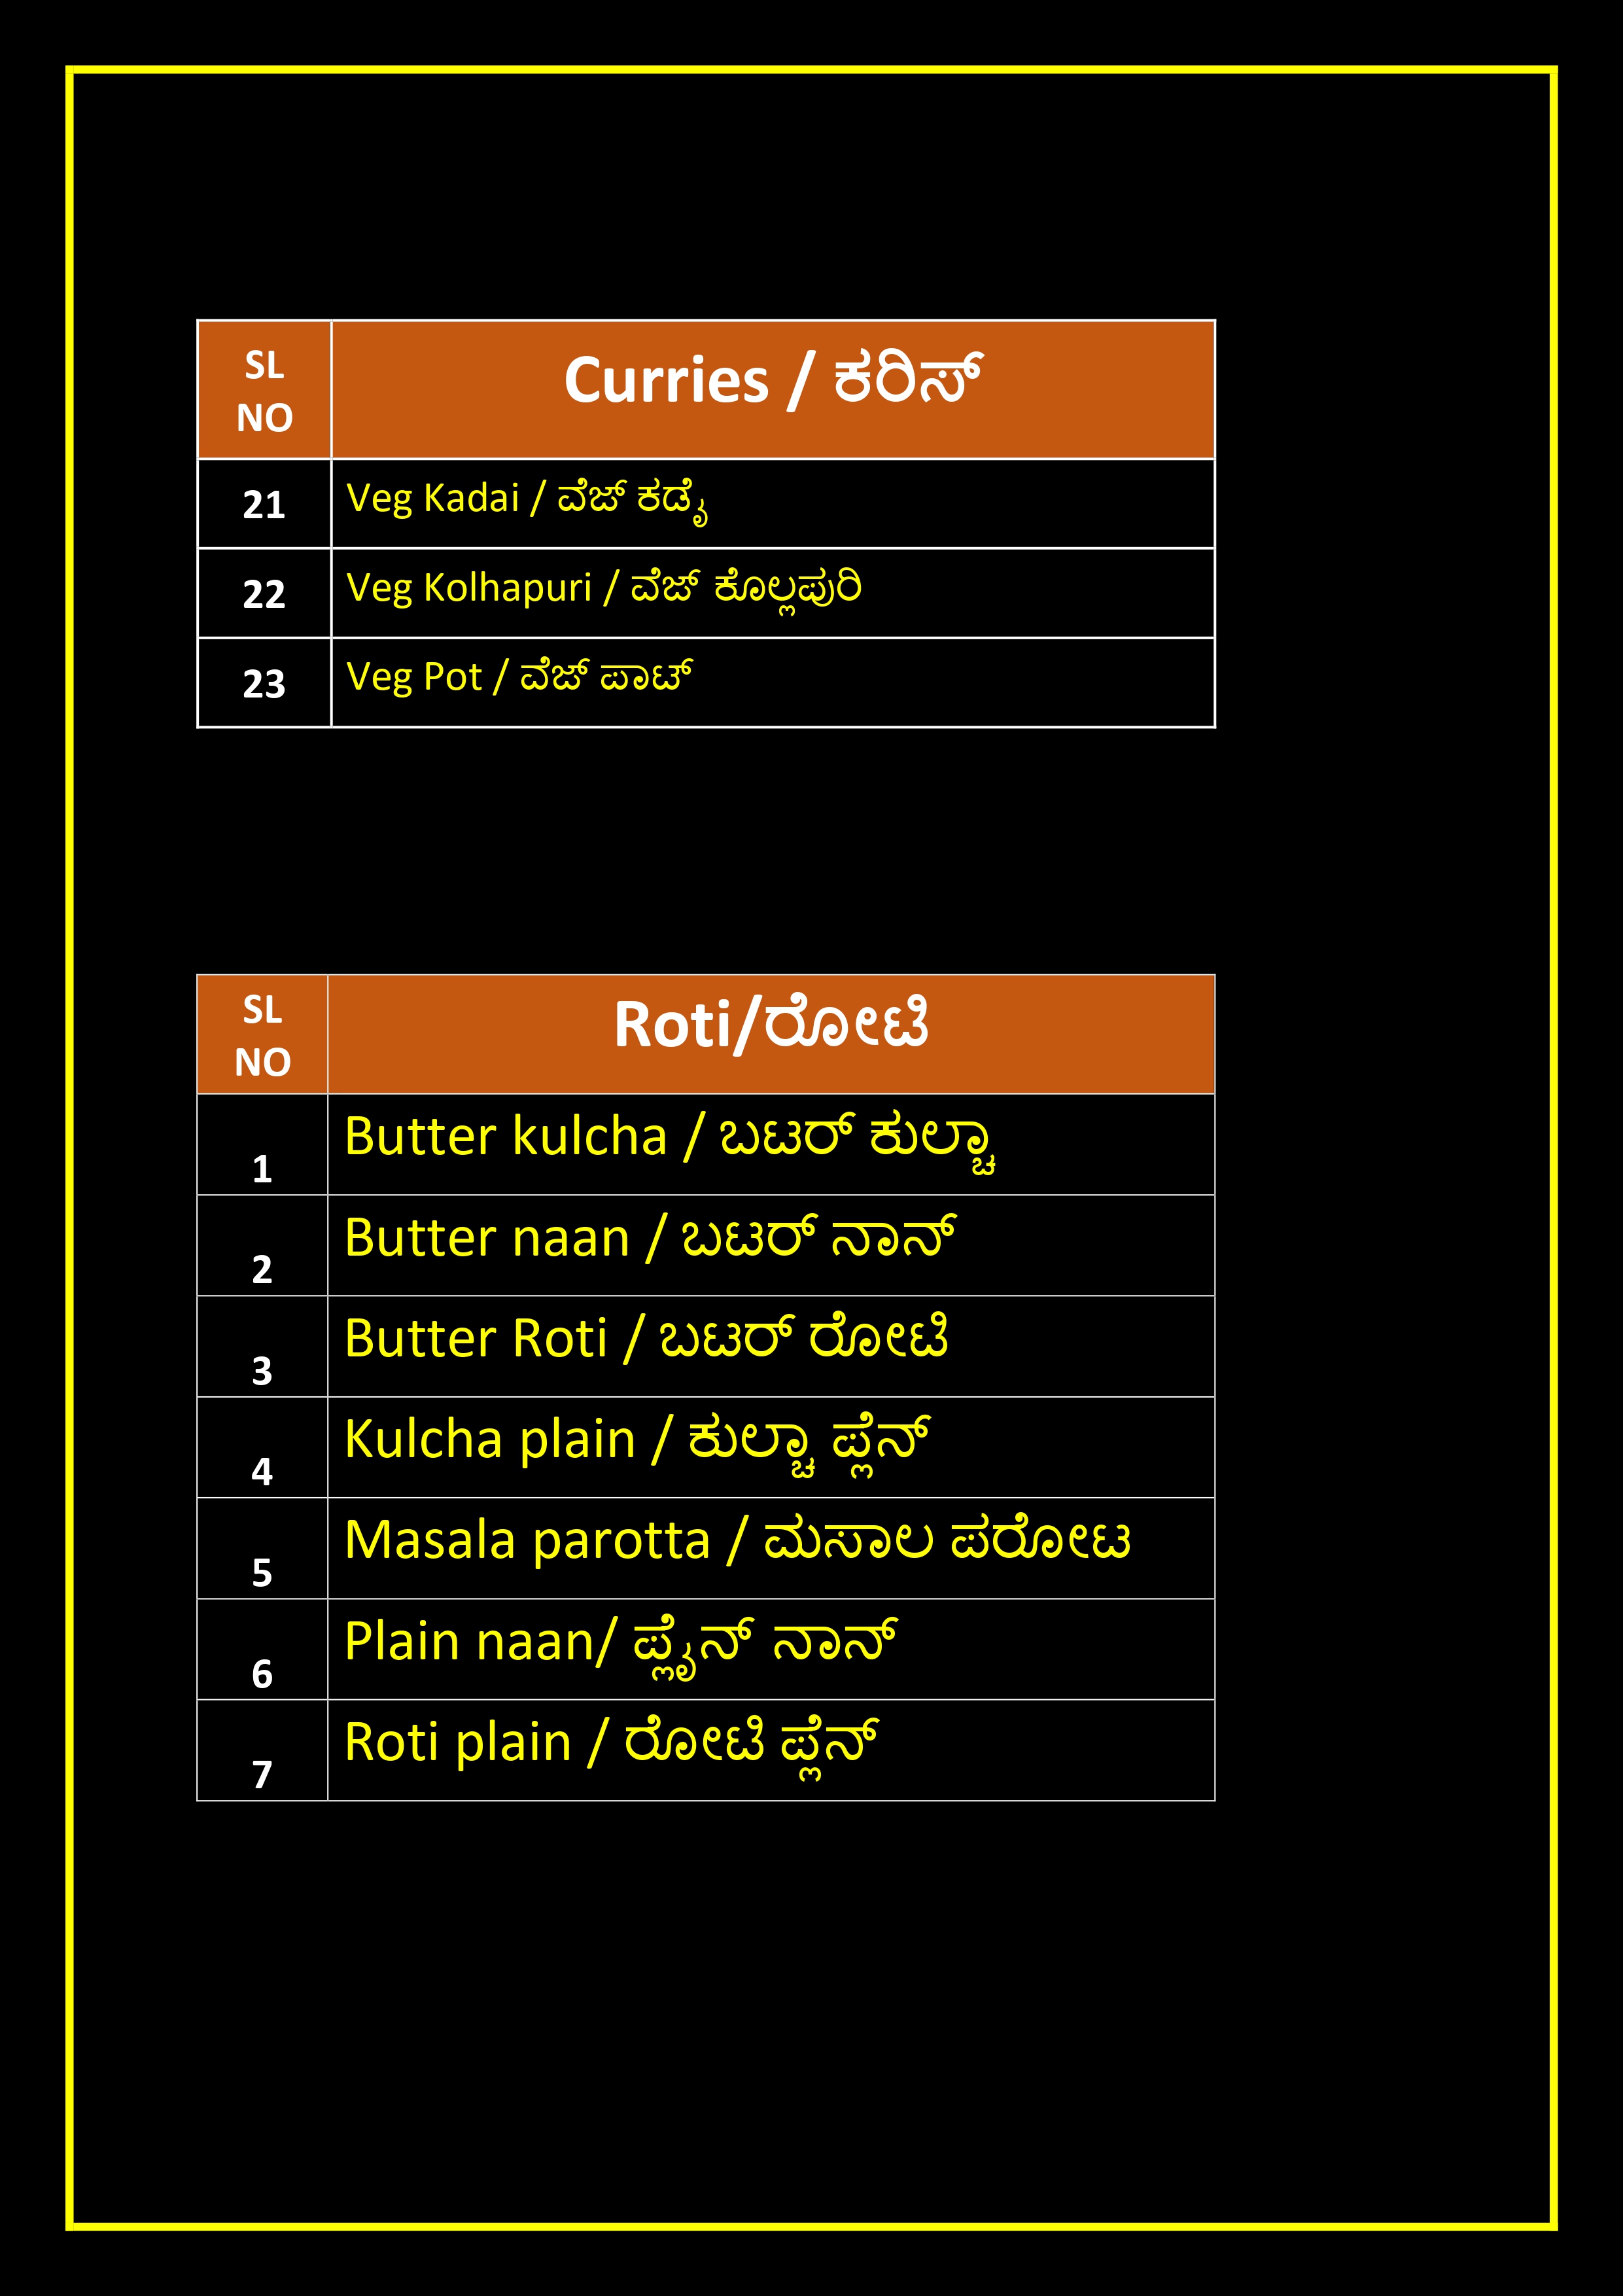 SL
NO
Curries / ಕರಿಸ್
21
Veg Kadai / ವೆಜ್ ಕಡೈ
22
Veg Kolhapuri / ವೆಜ್ ಕೊಲ್ಲಪುರಿ
23
Veg Pot / ವೆಜ್ ಪಾಟ್
SL
NO
Roti/ರೋಟಿ
1
Butter kulcha / ಬಟರ್ ಕುಲ್ಚಾ
2
Butter naan / ಬಟರ್ ನಾನ್
3
Butter Roti / ಬಟರ್ ರೋಟಿ
4
Kulcha plain / ಕುಲ್ಚಾ ಪ್ಲೆನ್
5
Masala parotta / ಮಸಾಲ ಪರೋಟ
6
Plain naan/ ಪ್ಲೈನ್ ನಾನ್
7
Roti plain / ರೋಟಿ ಪ್ಲೆನ್